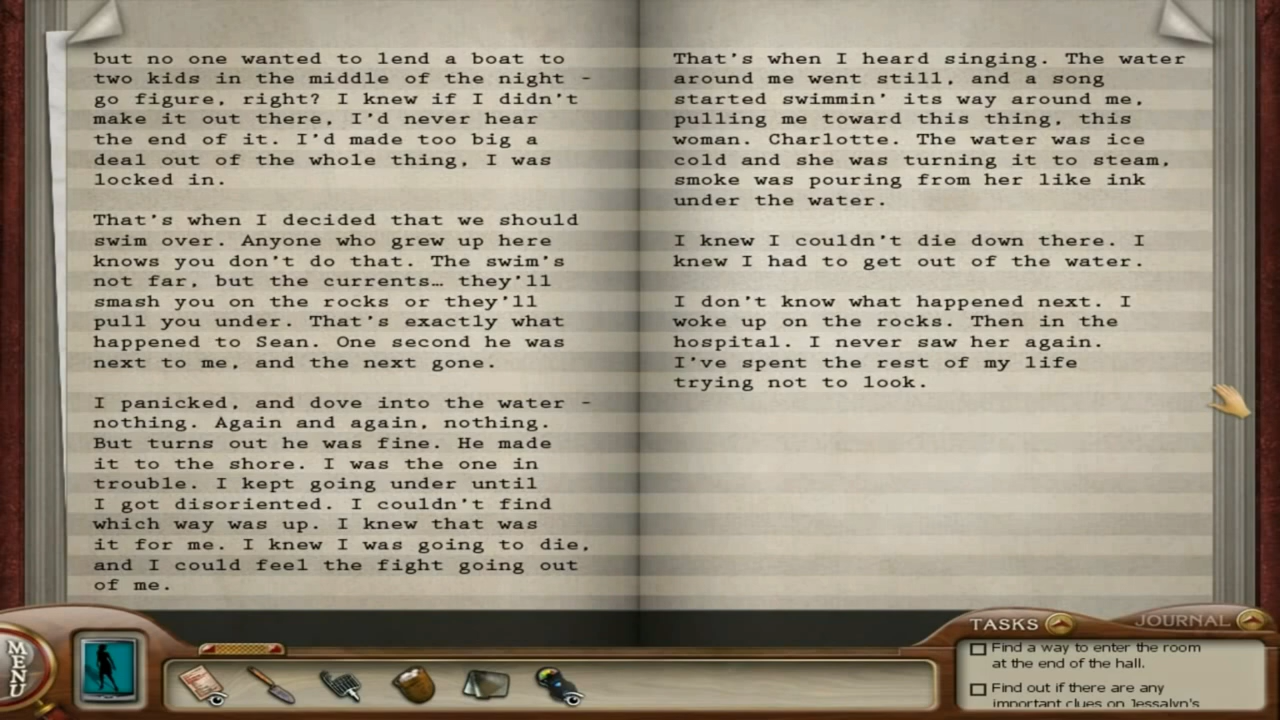 but no one wanted to lend a boat to
two kids in the middle of the night -
go figure, right? I knew if I didn't
make it out there, I'd never hear
the end of it. I'd made too big a
deal out of the whole thing, I was
locked in.
That's when I decided that we should
swim over. Anyone who grew up here
knows you don't do that. The swim's
not far, but the currents… they'll
smash you on the rocks or they'll
pull you under. That's exactly what
happened to Sean. One second he was
next to me, and the next gone.
I panicked, and dove into the water -
nothing. Again and again, nothing.
But turns out he was fine. He made
it to the shore. I was the one in
trouble. I kept going under until
I got disoriented. I couldn't find
which way was up. I knew that was
it for me. I knew I was going to die,
and I could feel the fight going out
of me.
That's when I heard singing. The water
around me went still, and a song
started swimmin' its way around me,
pulling me toward this thing, this
woman. Charlotte. The water was ice
cold and she was turning it to steam,
smoke was pouring from her like ink
under the water.
I knew I couldn't die down there. I
knew I had to get out of the water.
I don't know what happened next. I
woke up on the rocks. Then in the
hospital. I never saw her again.
I've spent the rest of my life
trying not to look.
MENU
TASKS
JOURNAL
Find a way to enter the room
at the end of the hall.
Find out if there are any
important clues on Jessalyn's